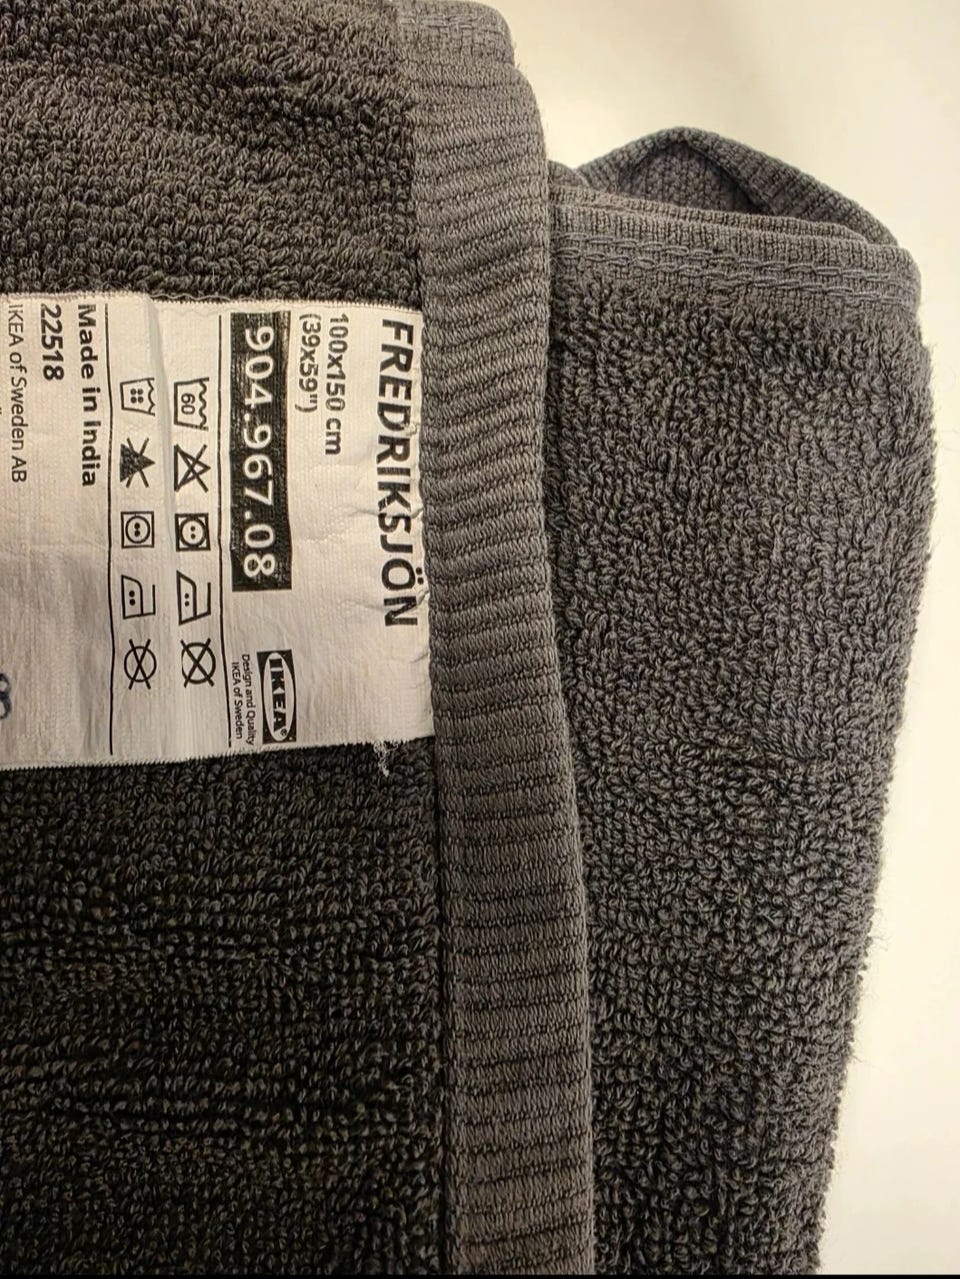 FREDRIKSJÖN
100x150 cm
(39x59")
904.967.08
IKEA
Design and Quality
IKEA of Sweden
60
Made in India
22518
IKEA of Sweden AB